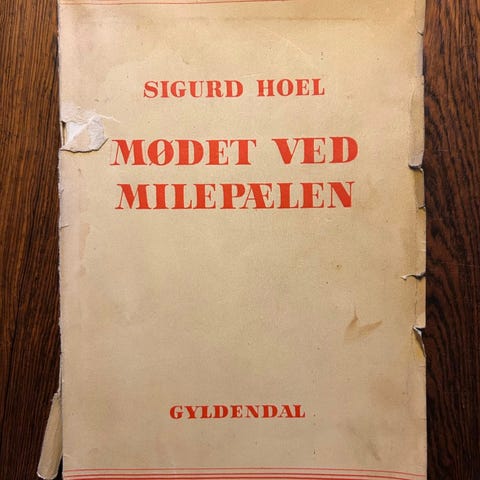 SIGURD HOEL
MØDET VED
MILEPÆLEN
GYLDENDAL